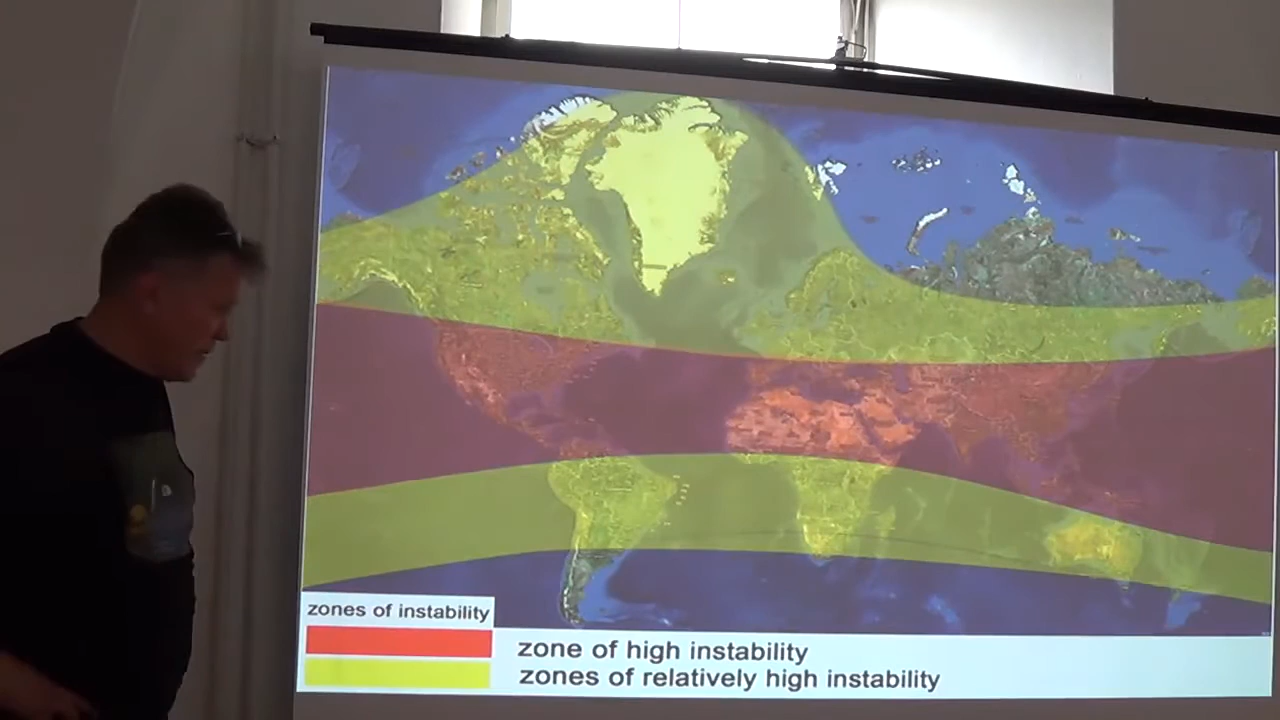 zones of instability
zone of high instability
zones of relatively high instability